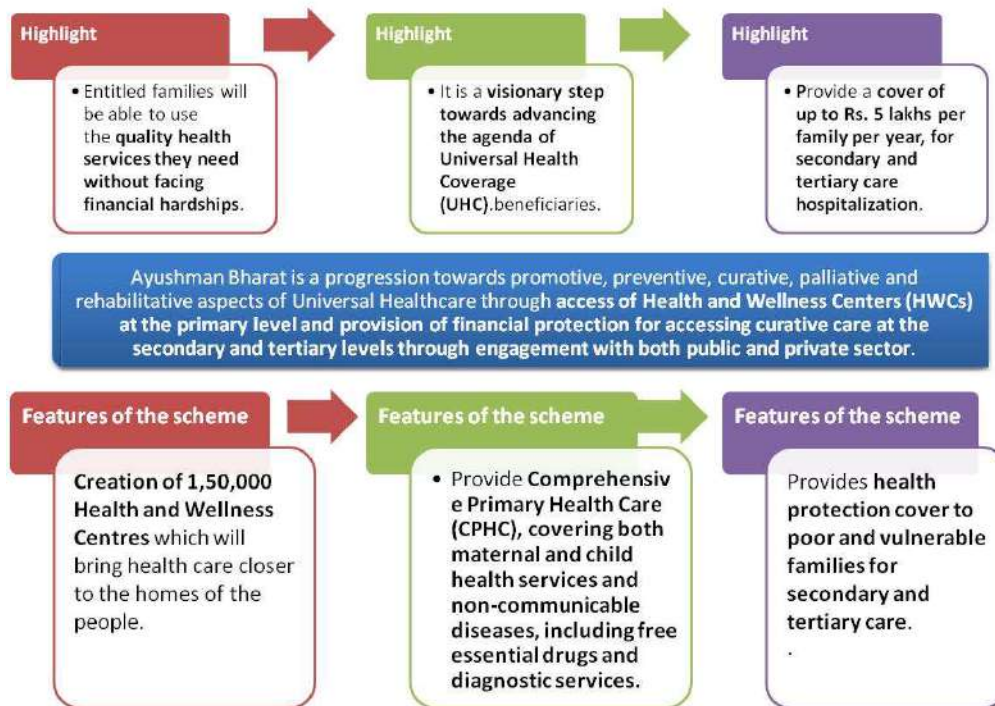 Highlight
• Entitled families will
be able to use
the quality health
services they need
without facing
financial hardships.
Highlight
• It is a visionary step
towards advancing
the agenda of
Universal Health
Coverage
(UHC).beneficiaries.
Highlight
• Provide a cover of
up to Rs. 5 lakhs per
family per year, for
secondary and
tertiary care
hospitalization.
Ayushman Bharat is a progression towards promotive, preventive, curative, palliative and
rehabilitative aspects of Universal Healthcare through access of Health and Wellness Centers (HWCs)
at the primary level and provision of financial protection for accessing curative care at the
secondary and tertiary levels through engagement with both public and private sector.
Features of the scheme
Creation of 1,50,000
Health and Wellness
Centres which will
bring health care closer
to the homes of the
people.
Features of the scheme
• Provide Comprehensiv
e Primary Health Care
(CPHC), covering both
maternal and child
health services and
non-communicable
diseases, including free
essential drugs and
diagnostic services.
Features of the scheme
Provides health
protection cover to
poor and vulnerable
families for
secondary and
tertiary care.
.